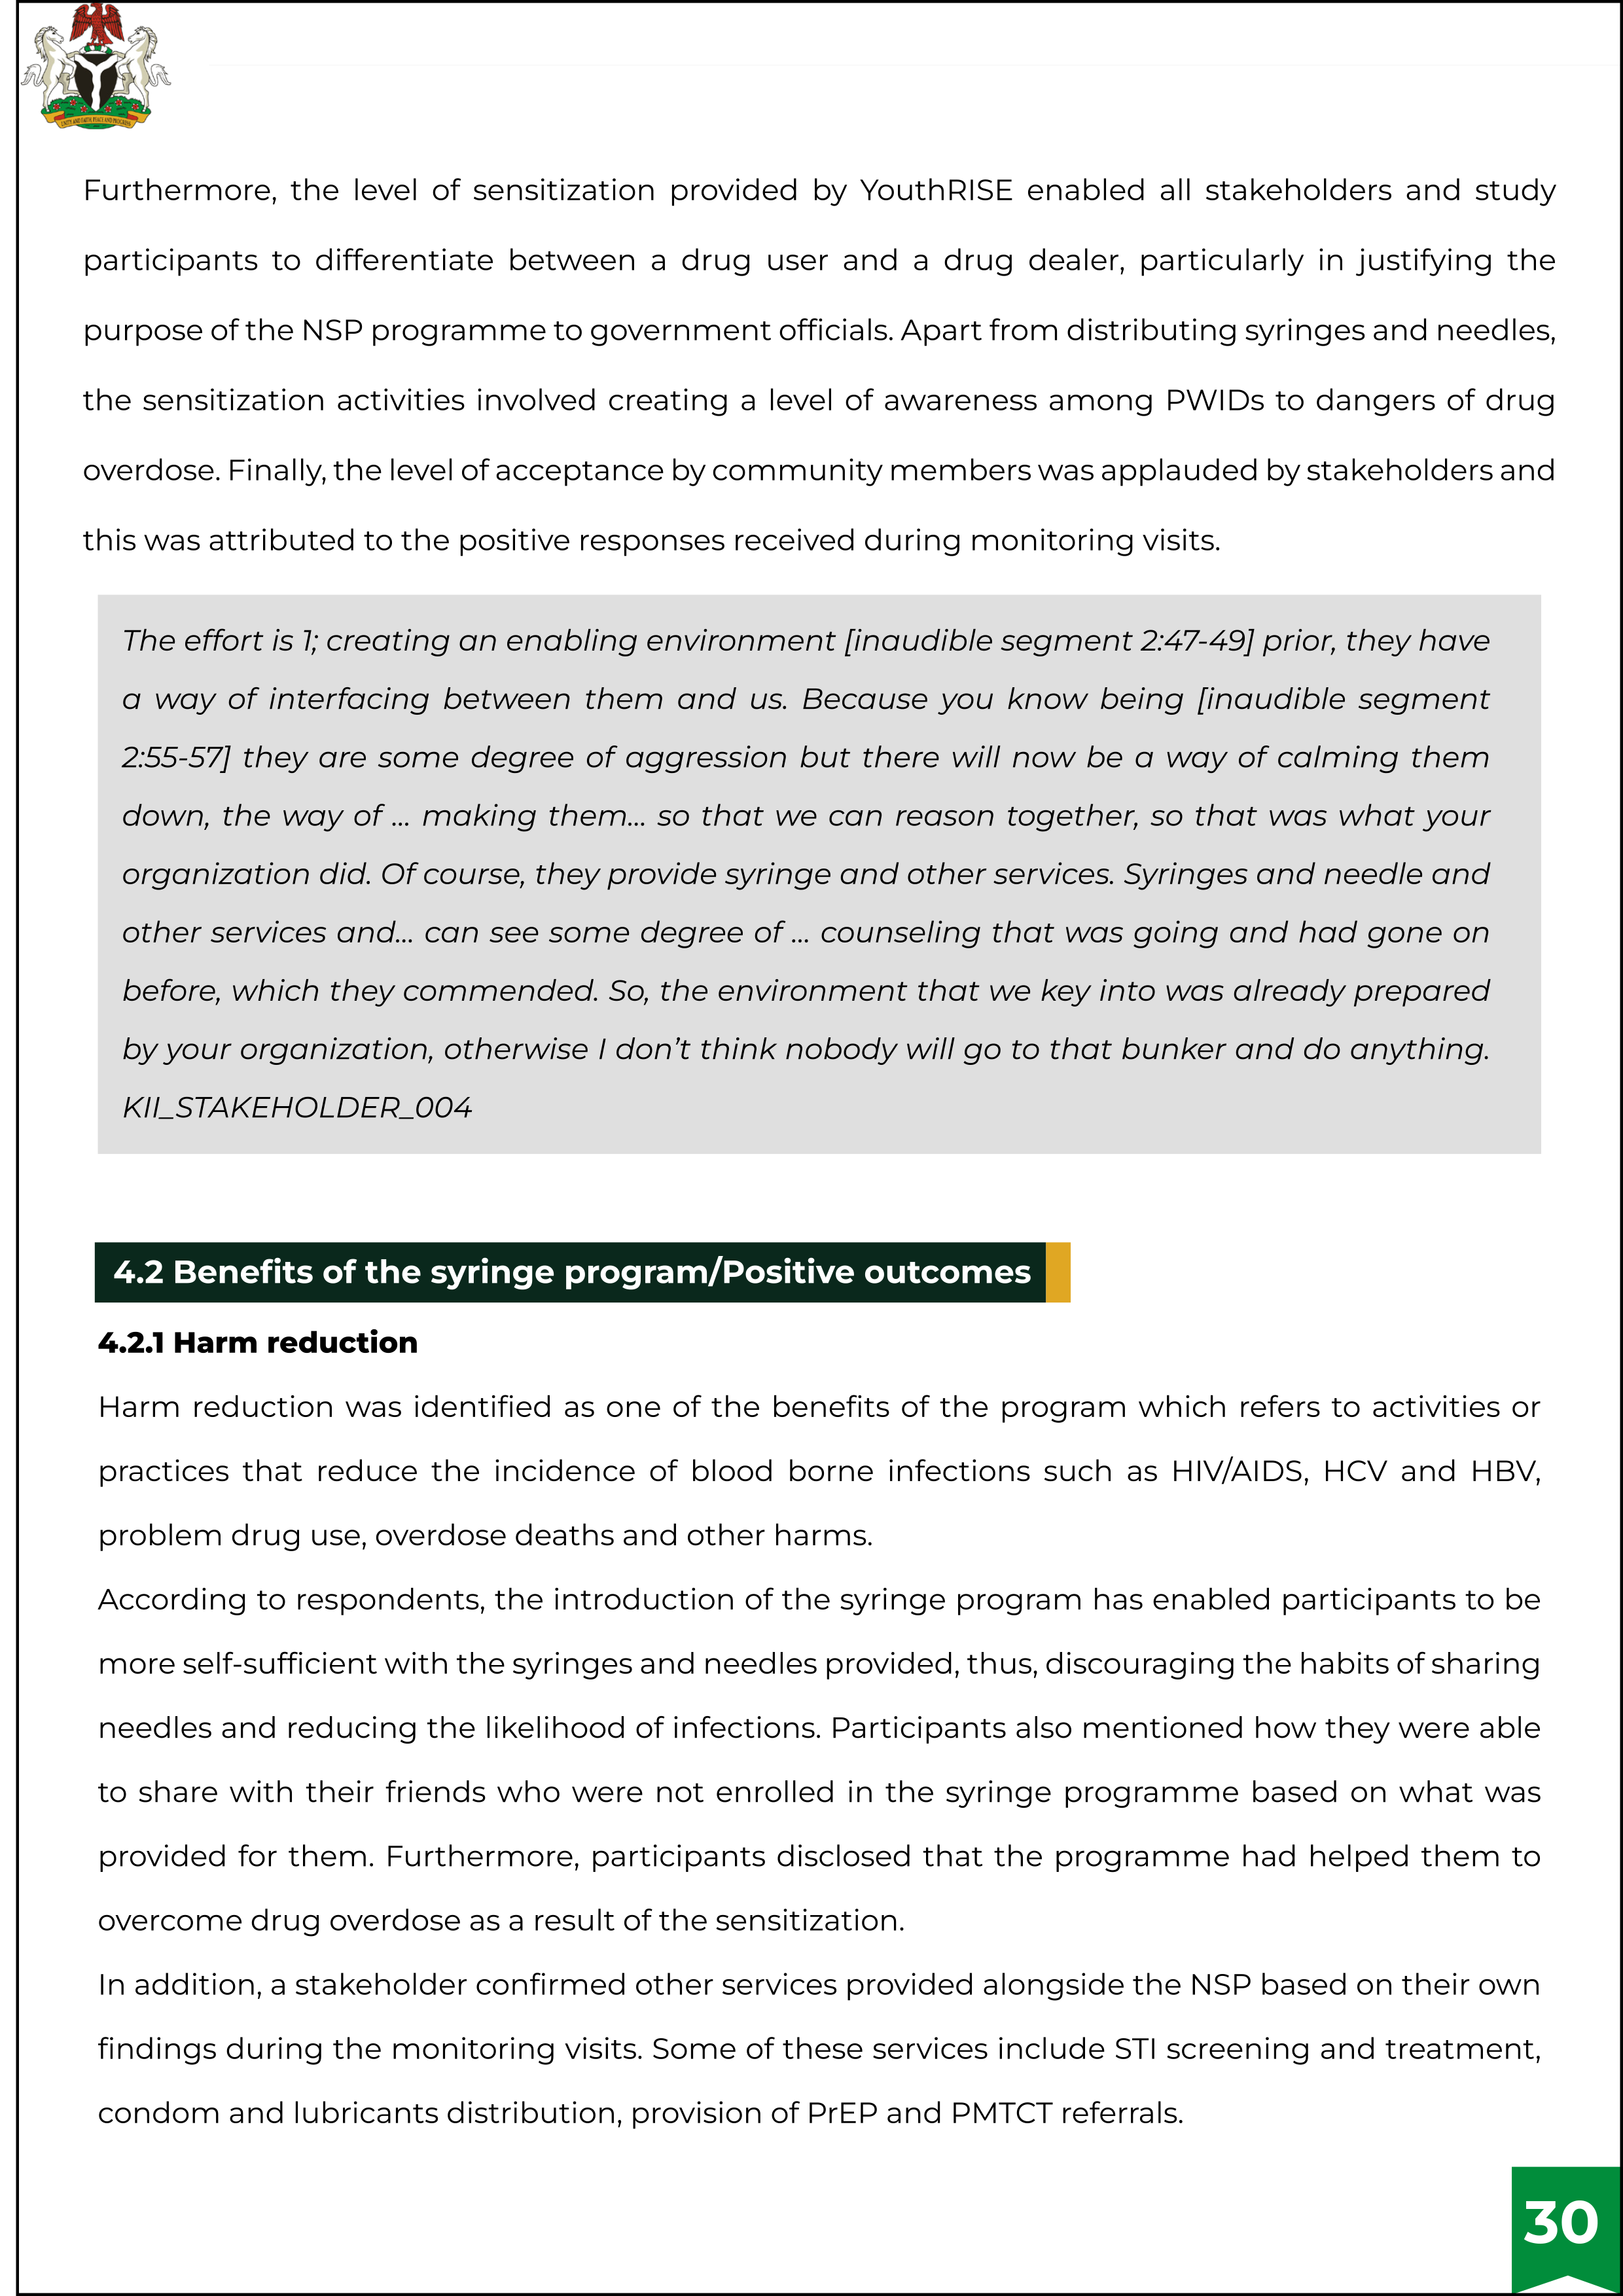 UNITY AND FAITH, PEACE AND PROGRESS
Furthermore, the level of sensitization provided by YouthRISE enabled all stakeholders and study
participants to differentiate between a drug user and a drug dealer, particularly in justifying the
purpose of the NSP programme to government officials. Apart from distributing syringes and needles,
the sensitization activities involved creating a level of awareness among PWIDs to dangers of drug
overdose. Finally, the level of acceptance by community members was applauded by stakeholders and
this was attributed to the positive responses received during monitoring visits.
The effort is 1; creating an enabling environment [inaudible segment 2:47-49] prior, they have
a way of interfacing between them and us. Because you know being [inaudible segment
2:55-57] they are some degree of aggression but there will now be a way of calming them
down, the way of ... making them... so that we can reason together, so that was what your
organization did. Of course, they provide syringe and other services. Syringes and needle and
other services and... can see some degree of ... counseling that was going and had gone on
before, which they commended. So, the environment that we key into was already prepared
by your organization, otherwise I don’t think nobody will go to that bunker and do anything.
KII_STAKEHOLDER_004
4.2 Benefits of the syringe program/Positive outcomes
4.2.1 Harm reduction
Harm reduction was identified as one of the benefits of the program which refers to activities or
practices that reduce the incidence of blood borne infections such as HIV/AIDS, HCV and HBV,
problem drug use, overdose deaths and other harms.
According to respondents, the introduction of the syringe program has enabled participants to be
more self-sufficient with the syringes and needles provided, thus, discouraging the habits of sharing
needles and reducing the likelihood of infections. Participants also mentioned how they were able
to share with their friends who were not enrolled in the syringe programme based on what was
provided for them. Furthermore, participants disclosed that the programme had helped them to
overcome drug overdose as a result of the sensitization.
In addition, a stakeholder confirmed other services provided alongside the NSP based on their own
findings during the monitoring visits. Some of these services include STI screening and treatment,
condom and lubricants distribution, provision of PrEP and PMTCT referrals.
30